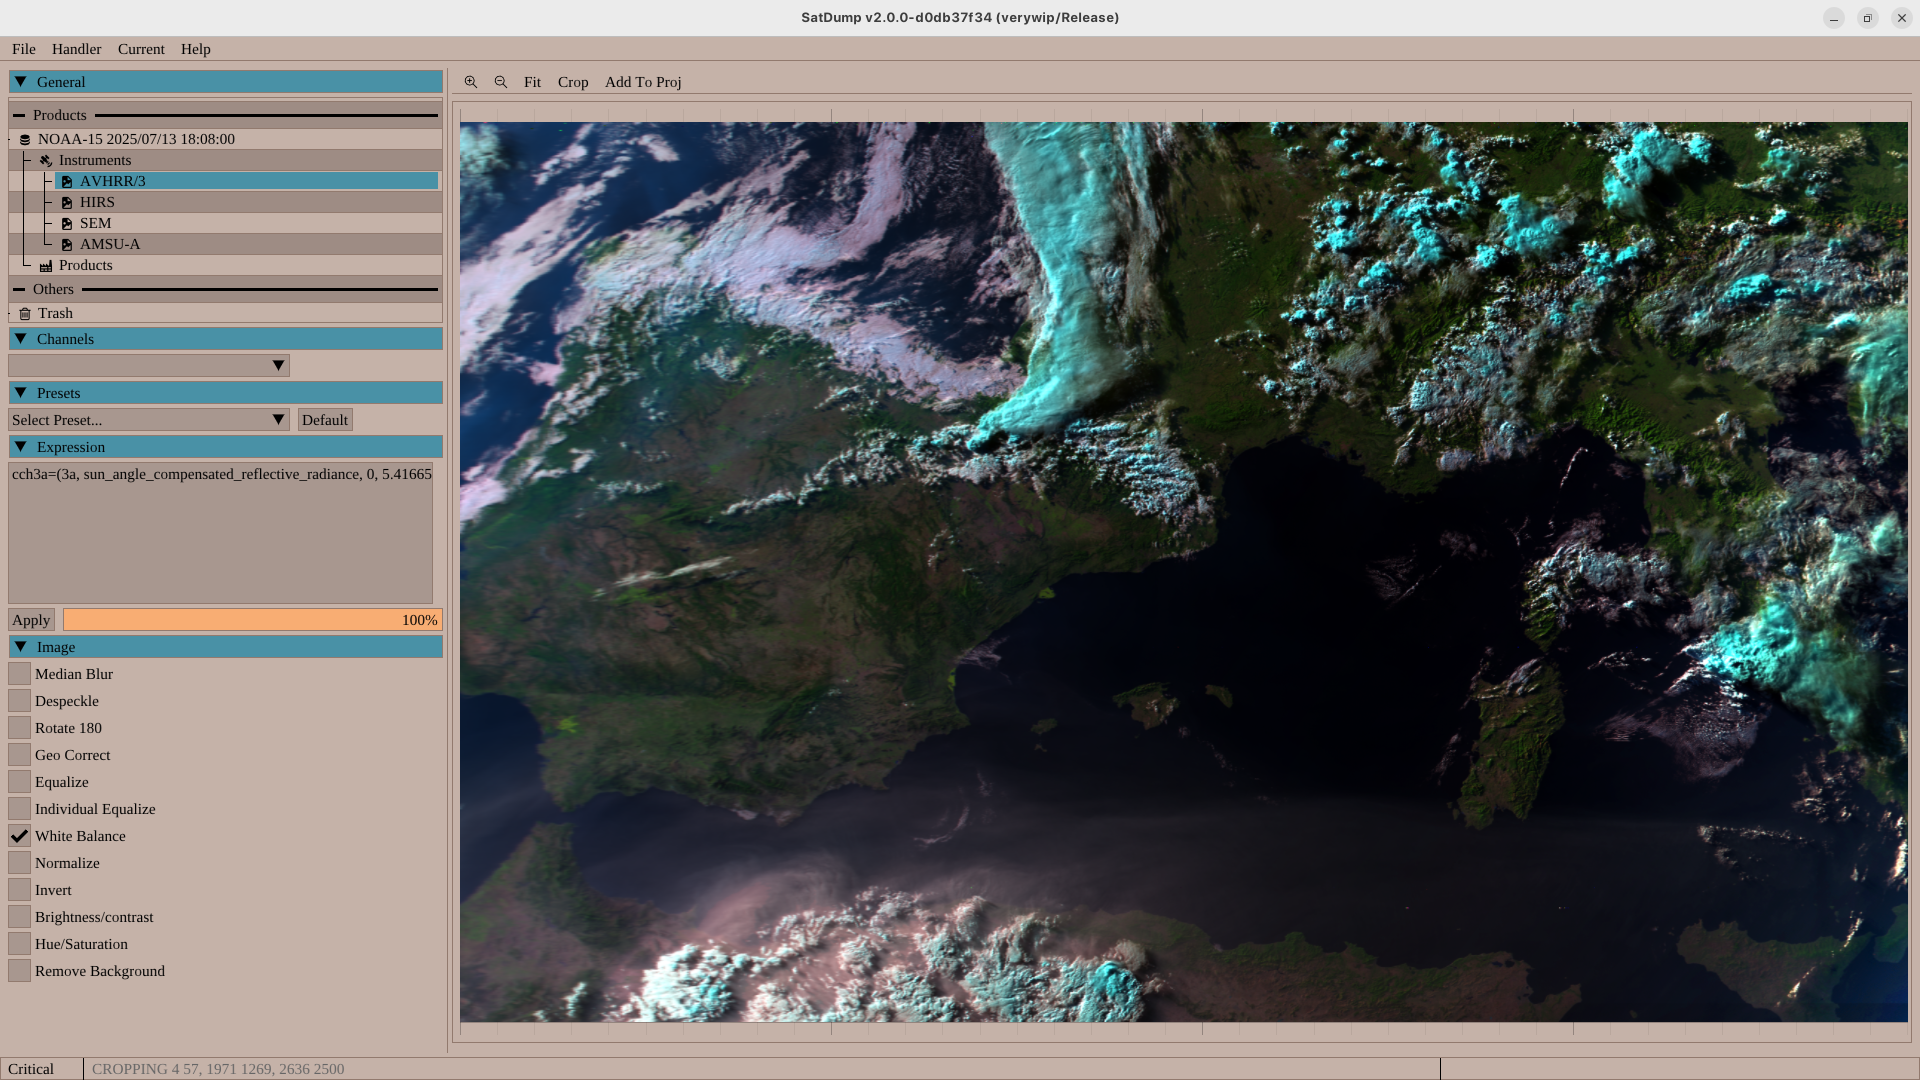 SatDump v2.0.0-d0db37f34 (verywip/Release)
File Handler Current Help
General
Products
NOAA-15 2025/07/13 18:08:00
Instruments
AVHRR/3
HIRS
SEM
AMSU-A
Products
Others
Trash
Channels
Presets
Select Preset... Default
Expression
cch3a=(3a, sun_angle_compensated_reflective_radiance, 0, 5.41665
Apply 100%
Image
Median Blur
Despeckle
Rotate 180
Geo Correct
Equalize
Individual Equalize
White Balance
Normalize
Invert
Brightness/contrast
Hue/Saturation
Remove Background
Fit Crop Add To Proj
Critical CROPPING 4 57, 1971 1269, 2636 2500